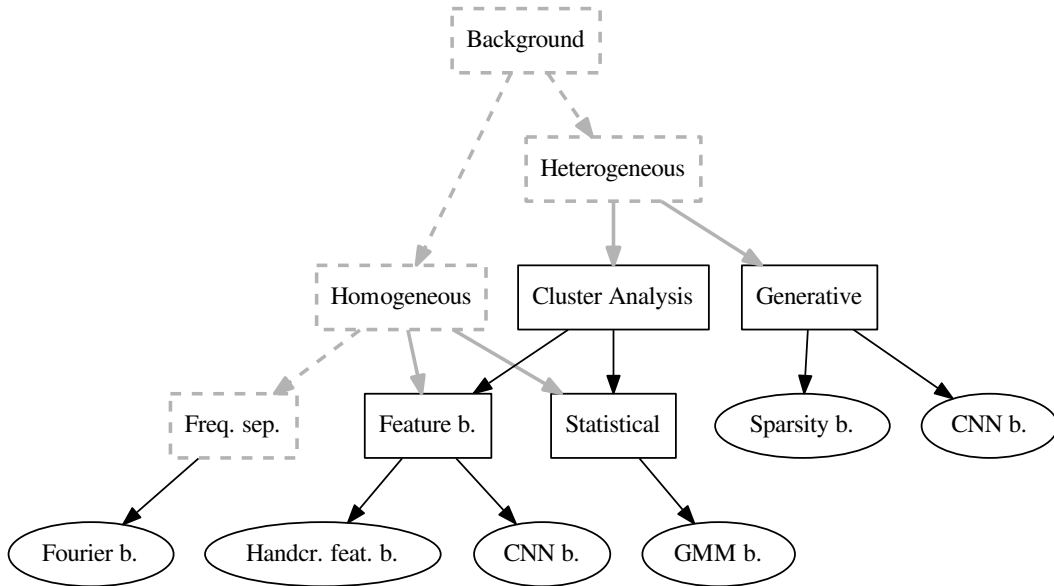 Background
Heterogeneous
Homogeneous
Cluster Analysis
Generative
Freq. sep.
Feature b.
Statistical
Sparsity b.
CNN b.
Fourier b.
Handcr. feat. b.
CNN b.
GMM b.